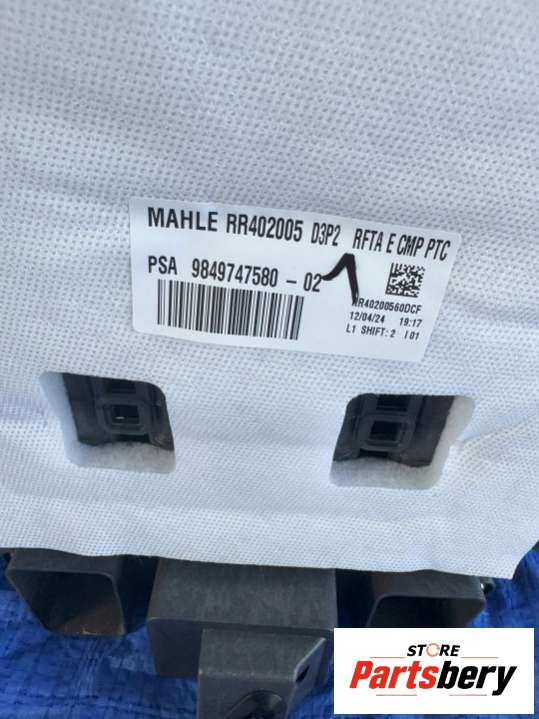 MAHLE RR402005 D3P2 RFTA E CMP PTC
PSA 9849747580 - 02
RR40200560DCF
12/04/24 19:17
L1 SHIFT: 2 I01
STORE
Partsbery